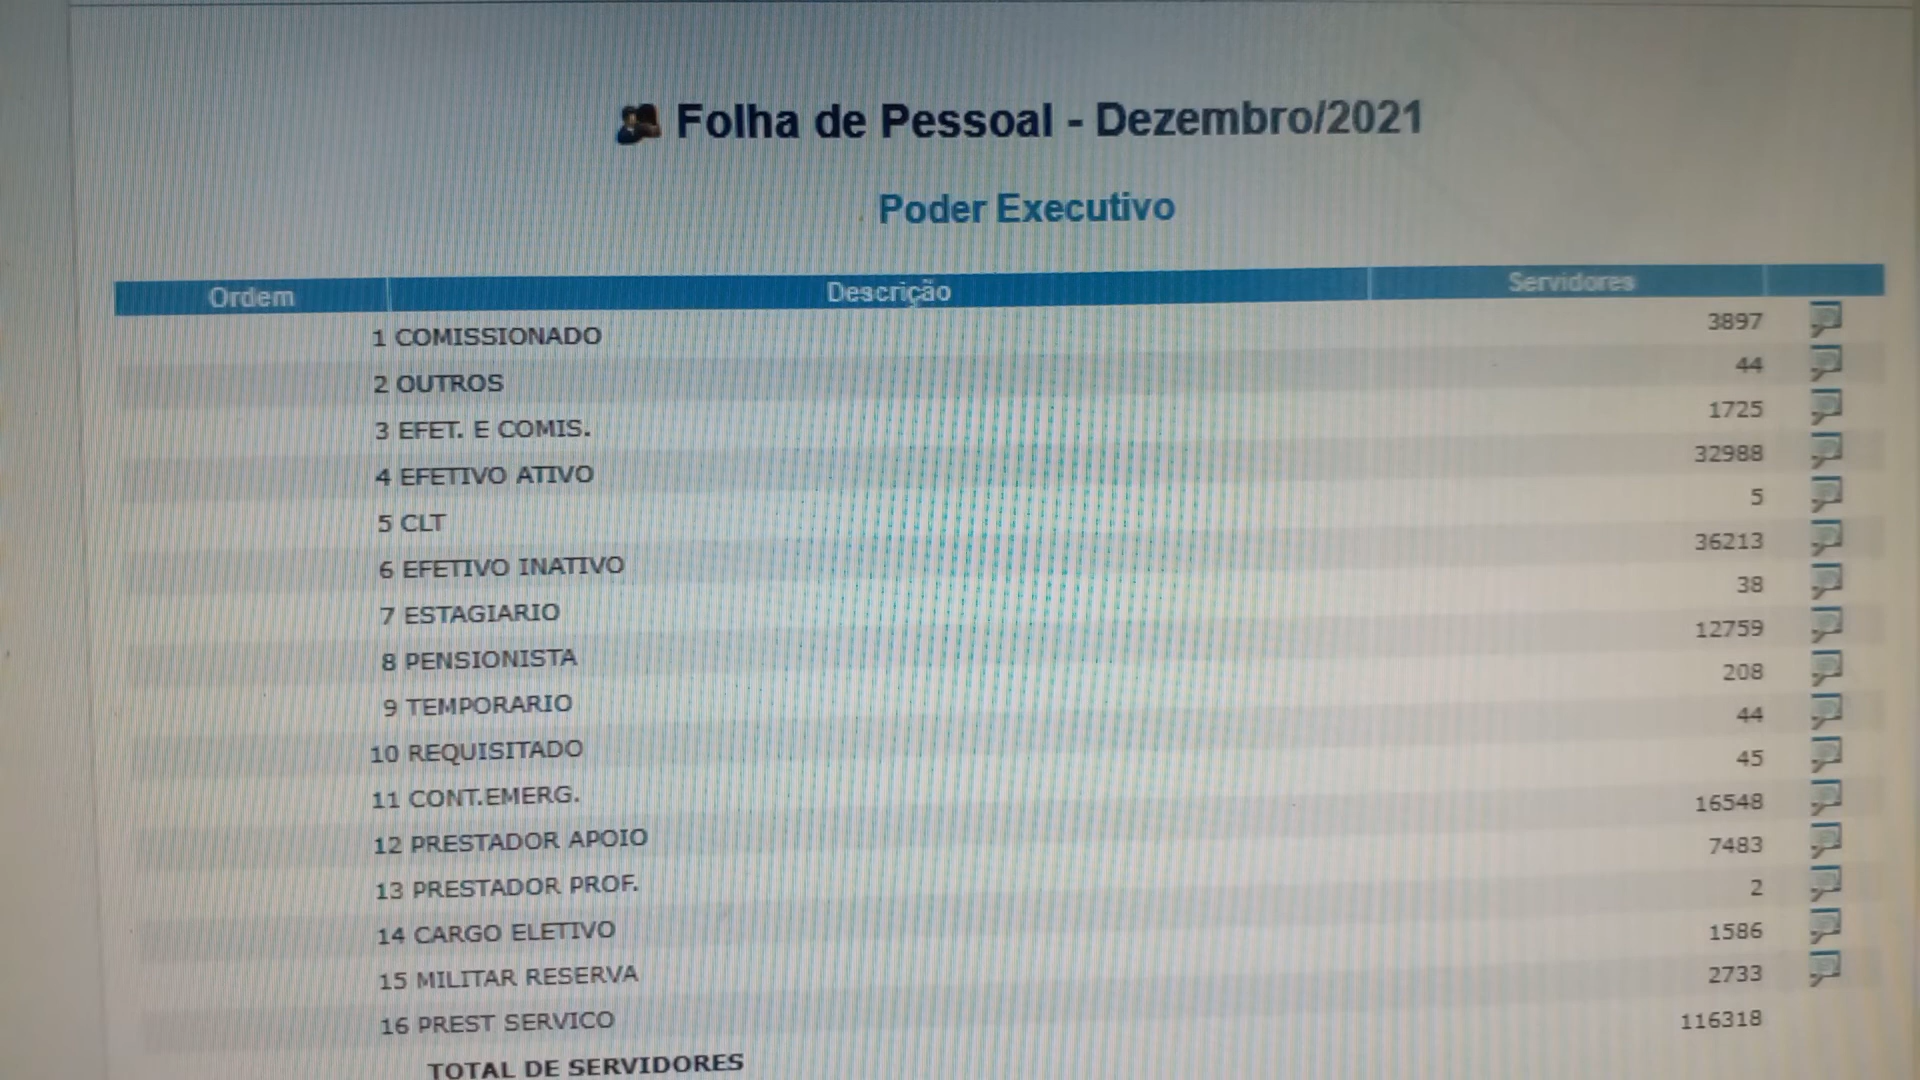 Folha de Pessoal - Dezembro/2021
Poder Executivo
Ordem Descrição Servidores
1 COMISSIONADO 3897
2 OUTROS 44
3 EFET. E COMIS. 1725
4 EFETIVO ATIVO 32988
5 CLT 5
6 EFETIVO INATIVO 36213
7 ESTAGIARIO 38
8 PENSIONISTA 12759
9 TEMPORARIO 208
10 REQUISITADO 44
11 CONT.EMERG. 45
12 PRESTADOR APOIO 16548
13 PRESTADOR PROF. 7483
14 CARGO ELETIVO 2
15 MILITAR RESERVA 1586
16 PREST SERVICO 2733
TOTAL DE SERVIDORES 116318